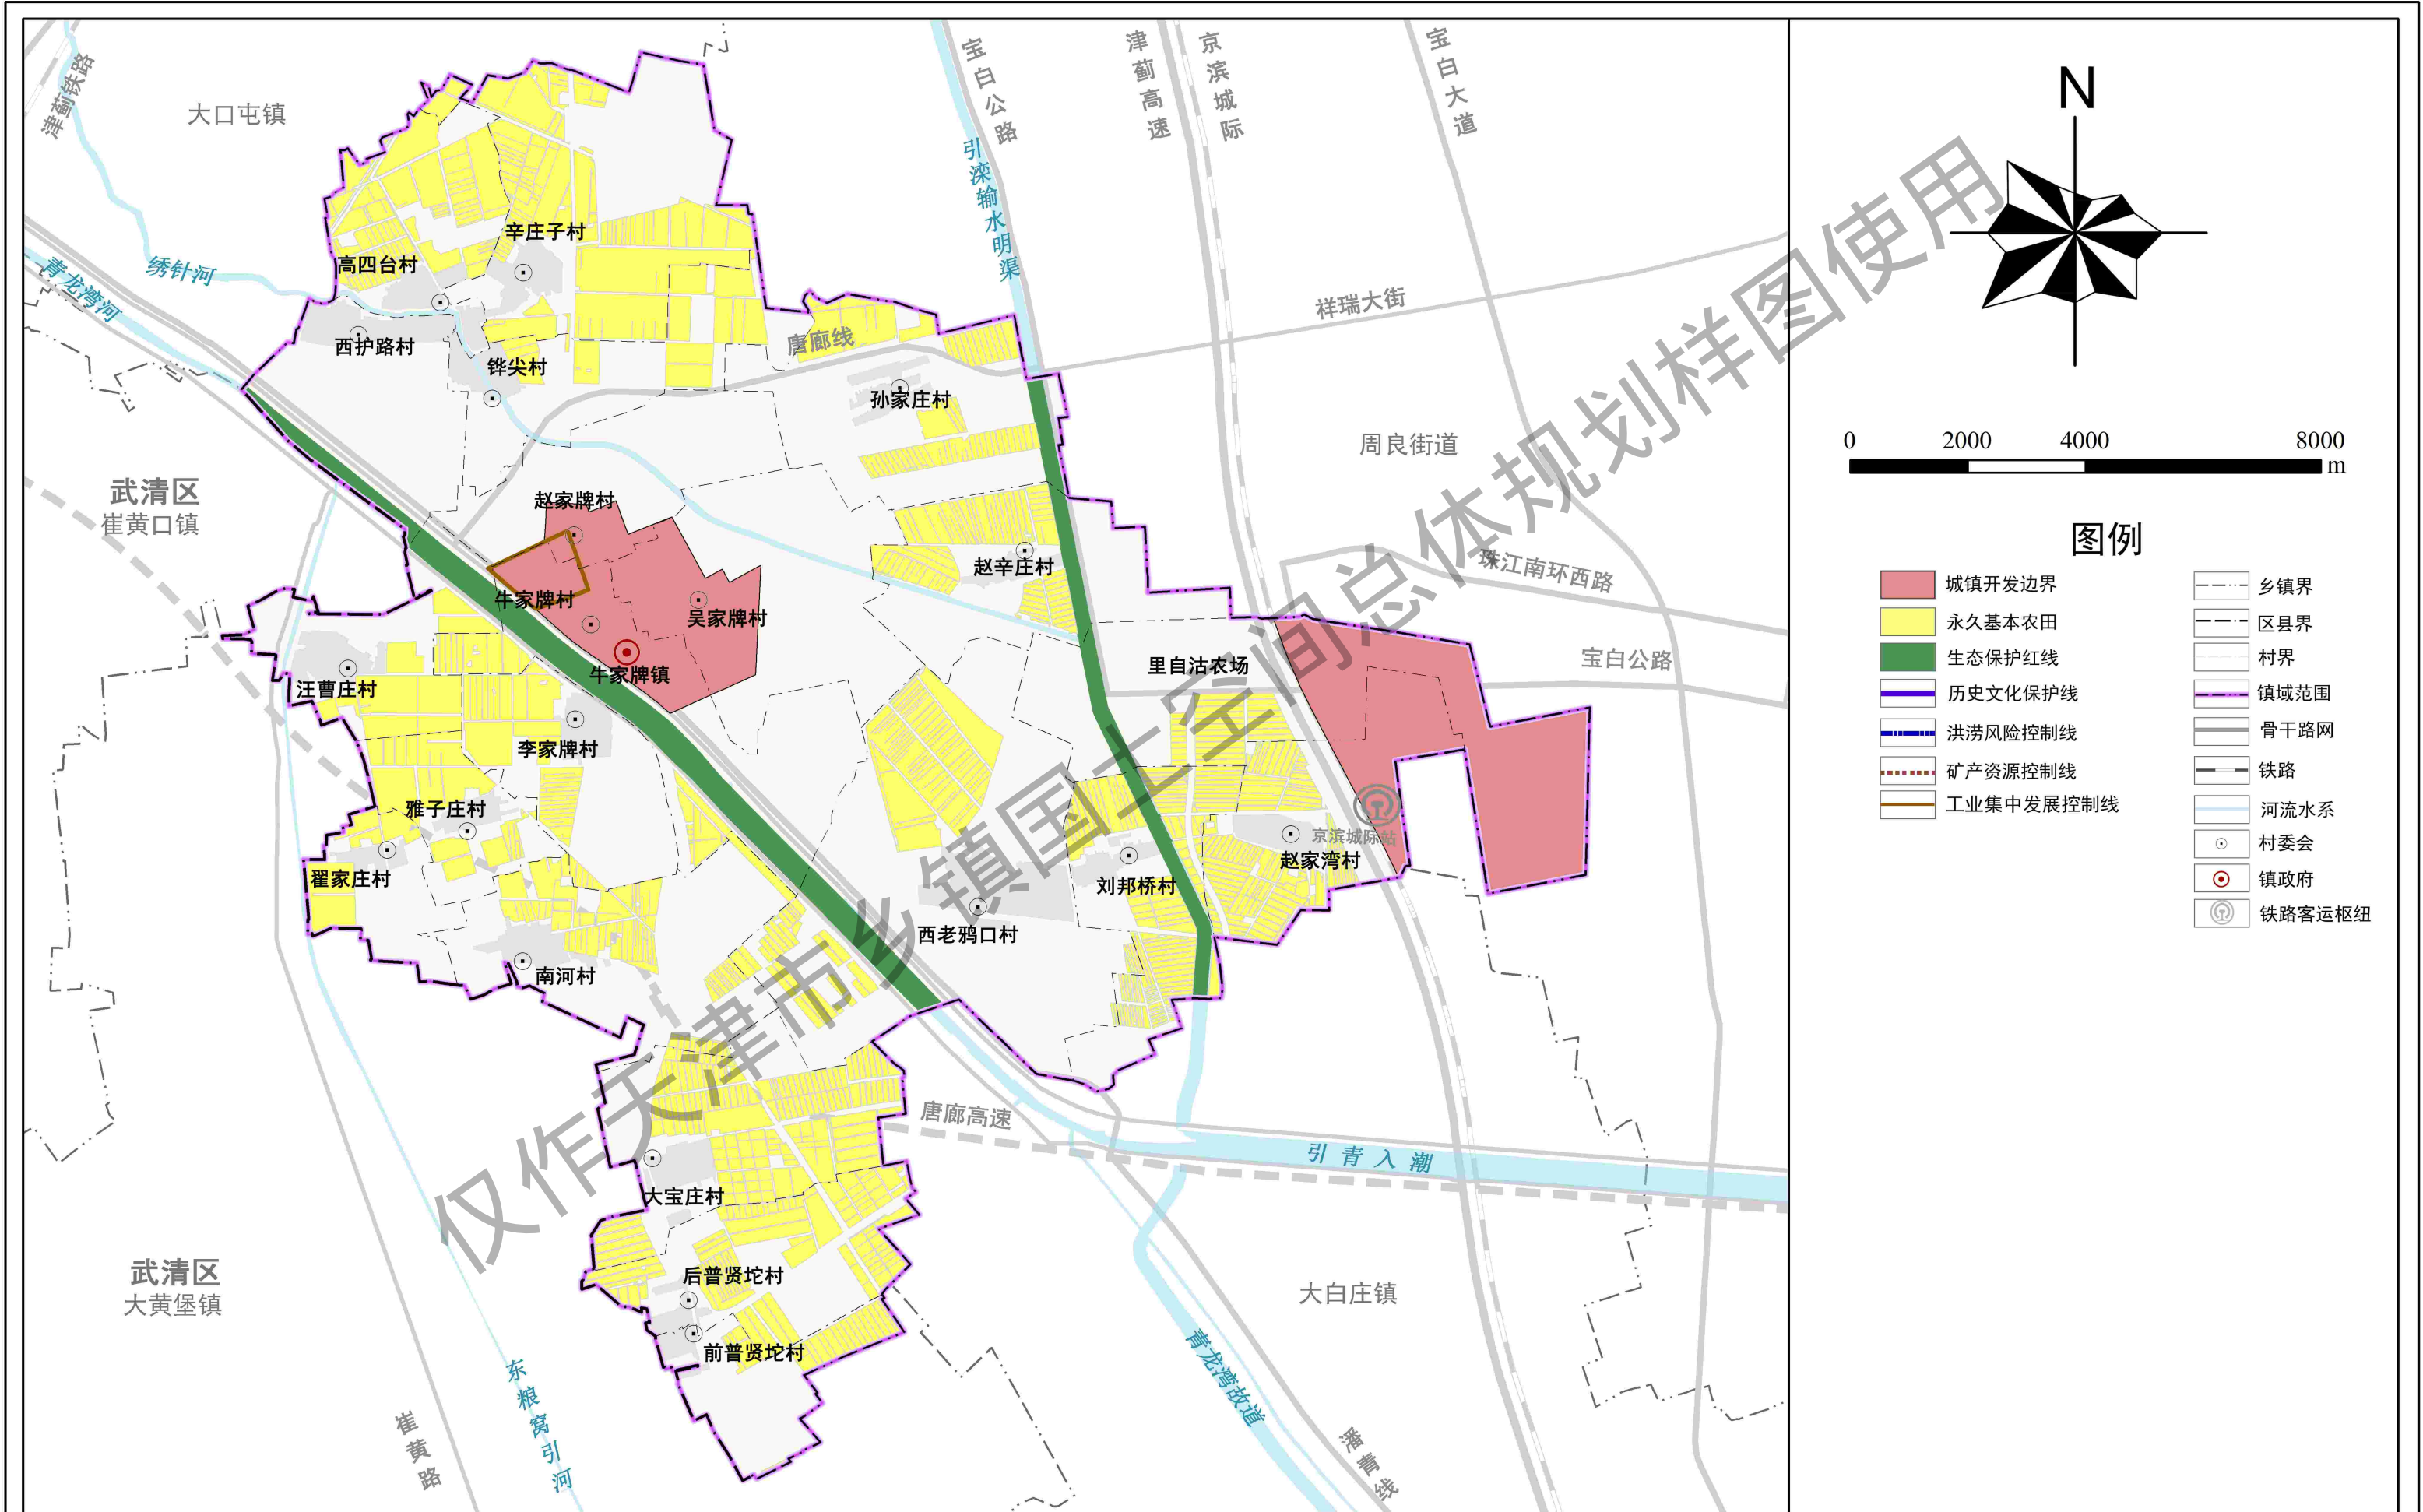 津蓟铁路
大口屯镇
宝白公路
津蓟高速
京滨城际
宝白大道
引滦输水明渠
青龙湾河
绣针河
辛庄子村
高四台村
西护路村
铧尖村
唐廊线
祥瑞大街
孙家庄村
周良街道
武清区
崔黄口镇
赵家牌村
牛家牌村
吴家牌村
牛家牌镇
赵辛庄村
珠江南环西路
里自沽农场
宝白公路
汪曹庄村
李家牌村
雅子庄村
翟家庄村
南河村
西老鸦口村
刘邦桥村
京滨城际站
赵家湾村
唐廊高速
引青入潮
大宝庄村
后普贤坨村
前普贤坨村
武清区
大黄堡镇
大白庄镇
青龙湾故道
东粮窝引河
崔黄路
潘青线
仅作天津市乡镇国土空间总体规划样图使用
N
0 2000 4000 8000
m
图例
城镇开发边界
永久基本农田
生态保护红线
历史文化保护线
洪涝风险控制线
矿产资源控制线
工业集中发展控制线
乡镇界
区县界
村界
镇域范围
骨干路网
铁路
河流水系
村委会
镇政府
铁路客运枢纽